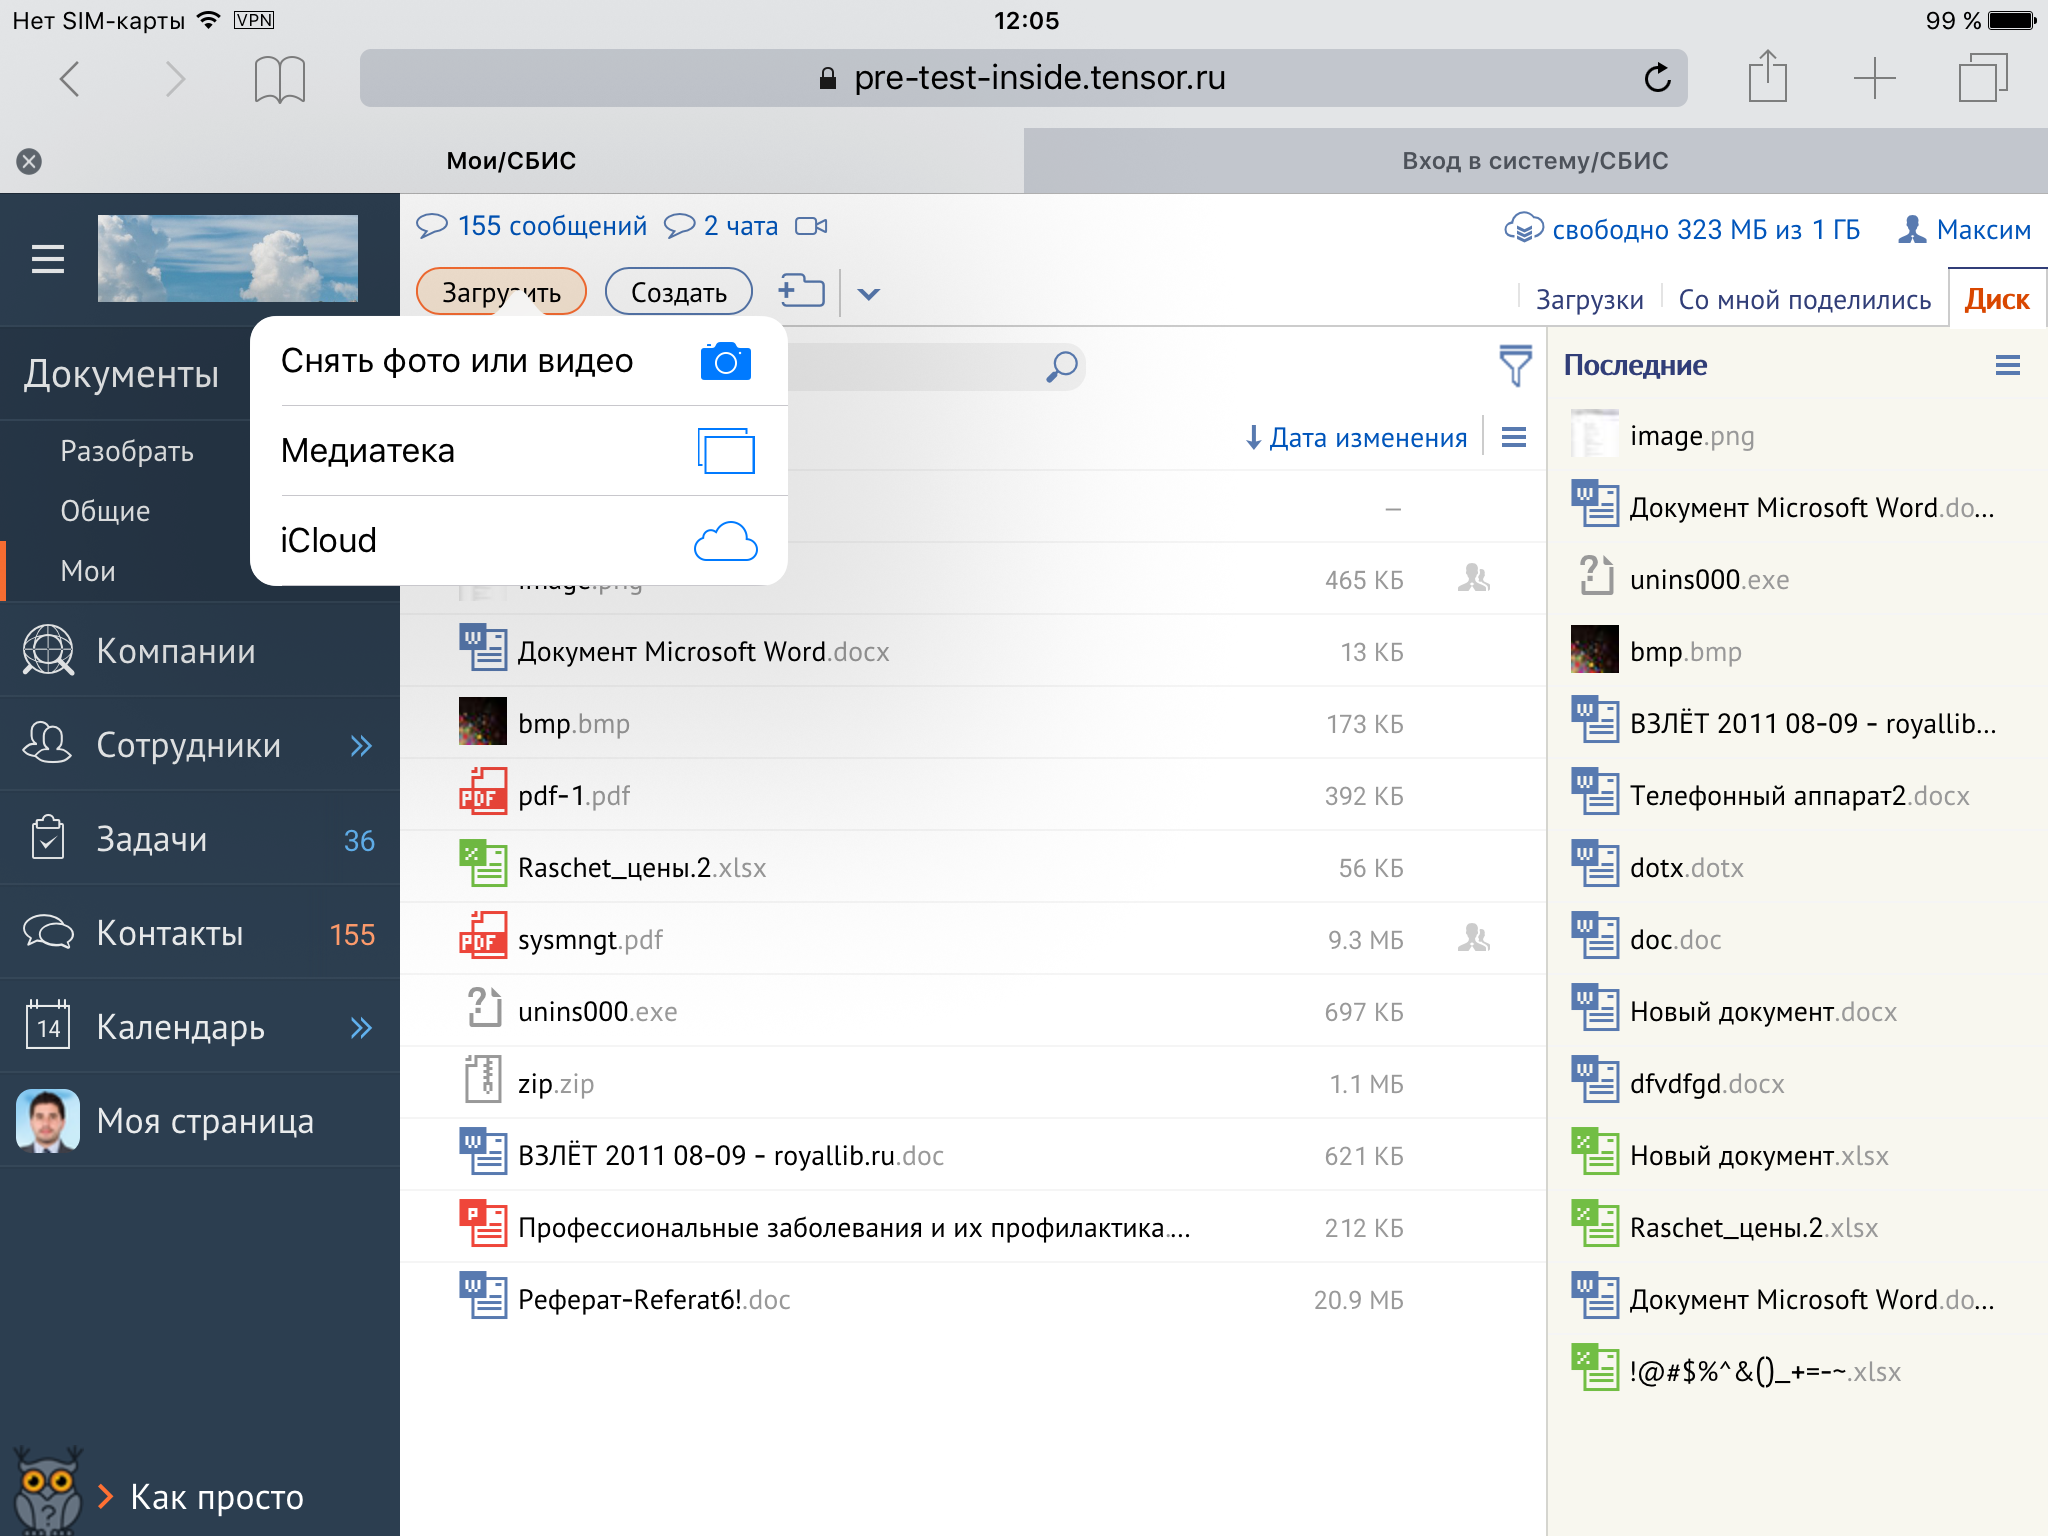 Нет SIM-карты VPN 12:05 99 %
pre-test-inside.tensor.ru
Мои/СБИС
Вход в систему/СБИС
155 сообщений 2 чата
свободно 323 МБ из 1 ГБ Максим
Загрузить Создать
Загрузки Со мной поделились Диск
Снять фото или видео
Медиатека
iCloud
Документы
Разобрать
Общие
Мои
Компании
Сотрудники
Задачи 36
Контакты 155
14 Календарь
Моя страница
? Как просто
Дата изменения
–
image.png 465 КБ
Документ Microsoft Word.docx 13 КБ
bmp.bmp 173 КБ
PDF pdf-1.pdf 392 КБ
Raschet_цены.2.xlsx 56 КБ
PDF sysmngt.pdf 9.3 МБ
unins000.exe 697 КБ
zip.zip 1.1 МБ
ВЗЛЁТ 2011 08-09 - royallib.ru.doc 621 КБ
Профессиональные заболевания и их профилактика.... 212 КБ
Реферат-Referat6!.doc 20.9 МБ
Последние
image.png
Документ Microsoft Word.do...
unins000.exe
bmp.bmp
ВЗЛЁТ 2011 08-09 - royallib...
Телефонный аппарат2.docx
dotx.dotx
doc.doc
Новый документ.docx
dfvdfgd.docx
Новый документ.xlsx
Raschet_цены.2.xlsx
Документ Microsoft Word.do...
!@#$%^&()_+=-~.xlsx